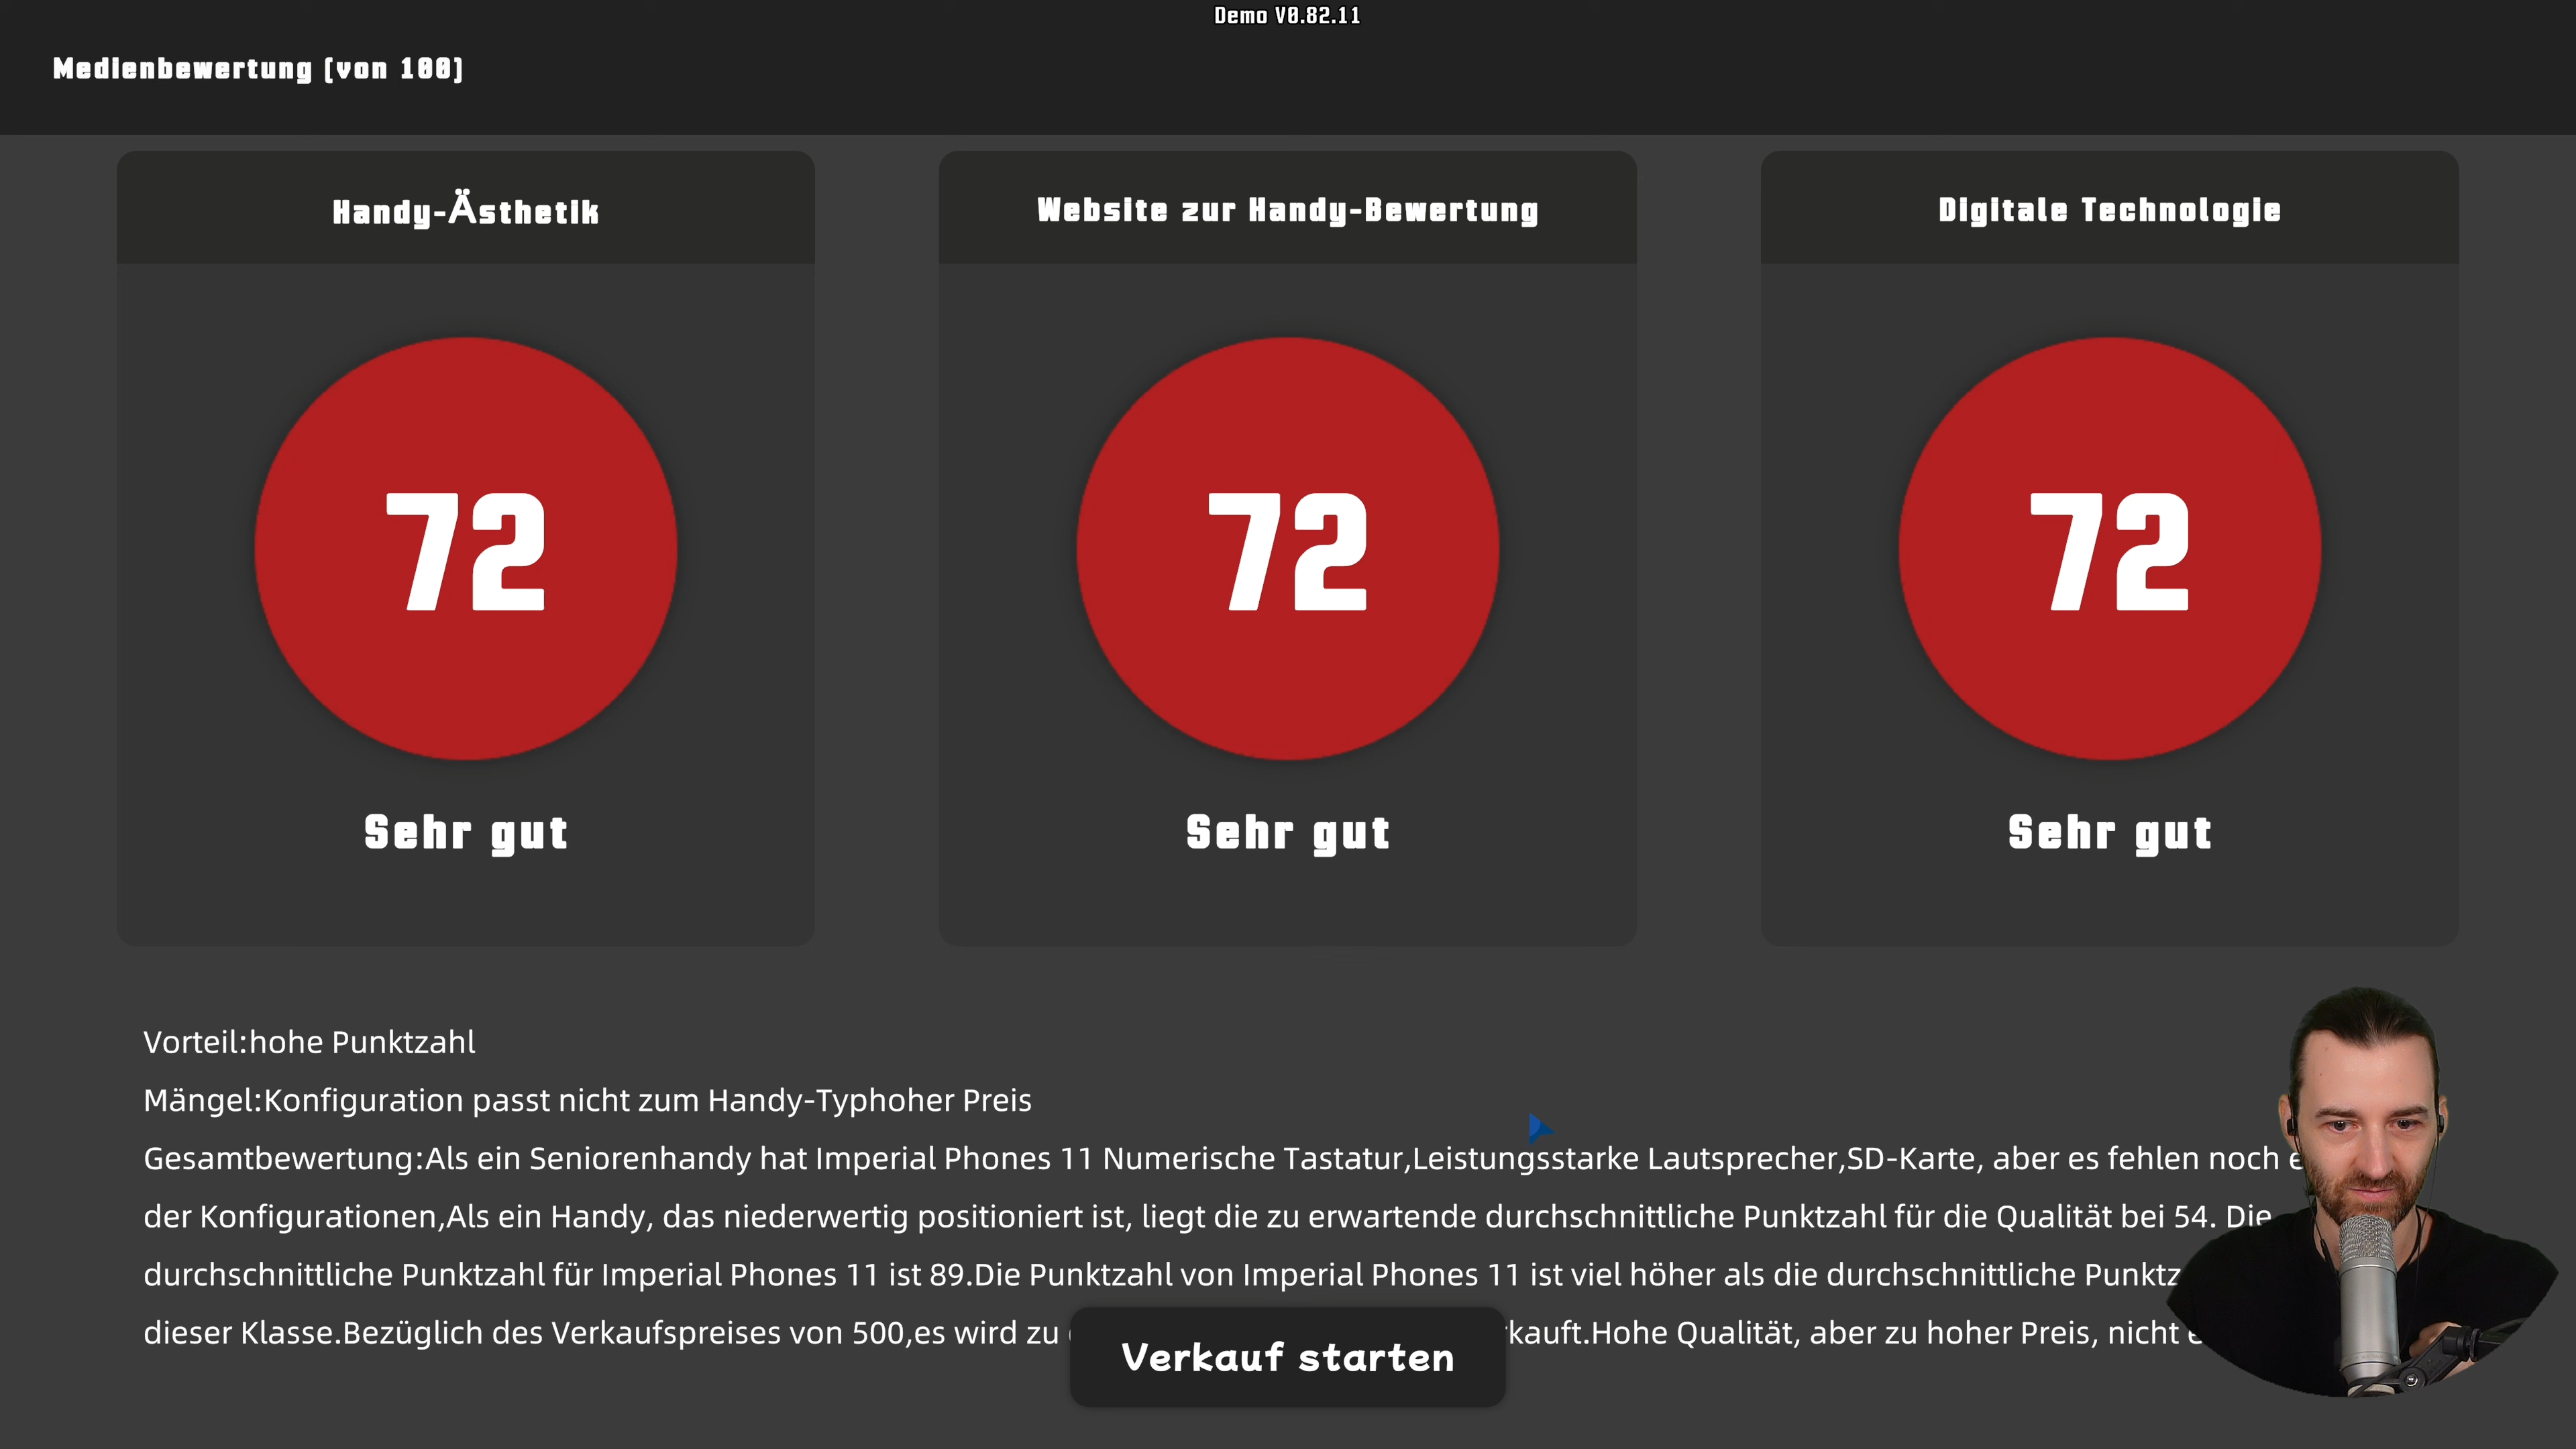 Demo V0.82.11
Medienbewertung (von 100)
Handy-Ästhetik
Website zur Handy-Bewertung
Digitale Technologie
72
72
72
Sehr gut
Sehr gut
Sehr gut
Vorteil:hohe Punktzahl
Mängel:Konfiguration passt nicht zum Handy-Typhoher Preis
Gesamtbewertung:Als ein Seniorenhandy hat Imperial Phones 11 Numerische Tastatur,Leistungsstarke Lautsprecher,SD-Karte, aber es fehlen noch
der Konfigurationen,Als ein Handy, das niederwertig positioniert ist, liegt die zu erwartende durchschnittliche Punktzahl für die Qualität bei 54. Die
durchschnittliche Punktzahl für Imperial Phones 11 ist 89.Die Punktzahl von Imperial Phones 11 ist viel höher als die durchschnittliche
dieser Klasse.Bezüglich des Verkaufspreises von 500,es wird zu Hohe Qualität, aber zu hoher Preis, nicht
Verkauf starten